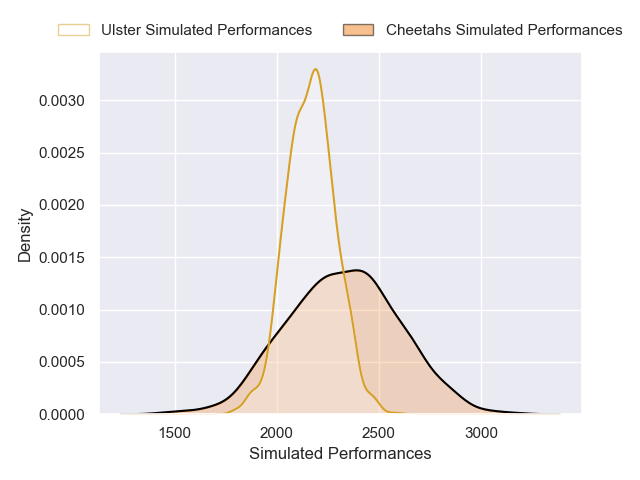 Ulster Simulated Performances
Cheetahs Simulated Performances
0.0030
0.0025
0.0020
0.0015
0.0010
0.0005
0.0000
Density
1500
2000
2500
3000
Simulated Performances